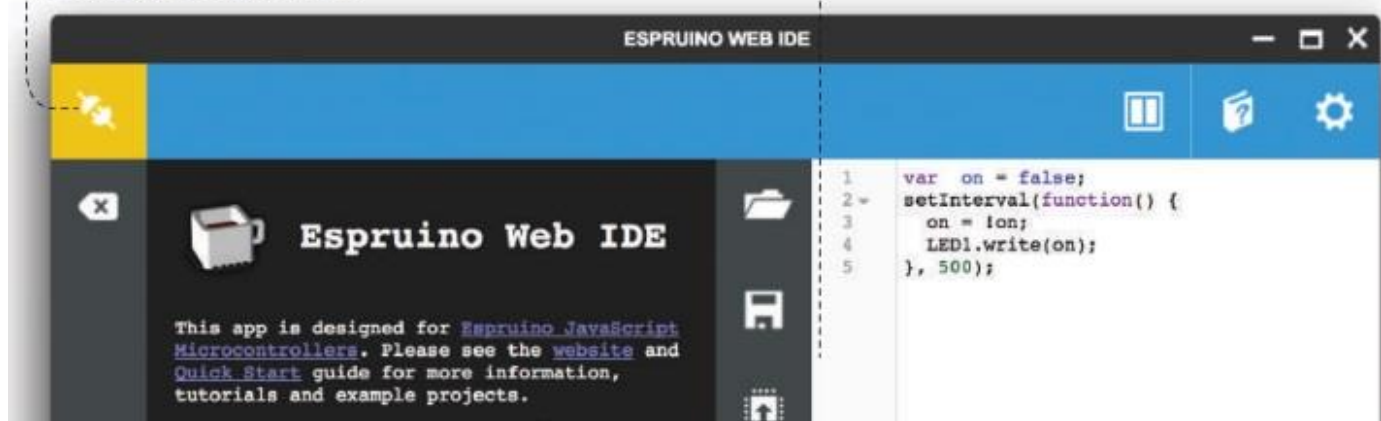 ESPRUINO WEB IDE
Espruino Web IDE
This app is designed for Espruino JavaScript
Microcontrollers. Please see the website and
Quick Start guide for more information,
tutorials and example projects.
1 var on = false;
2 setInterval(function() {
3 on = !on;
4 LED1.write(on);
5 }, 500);